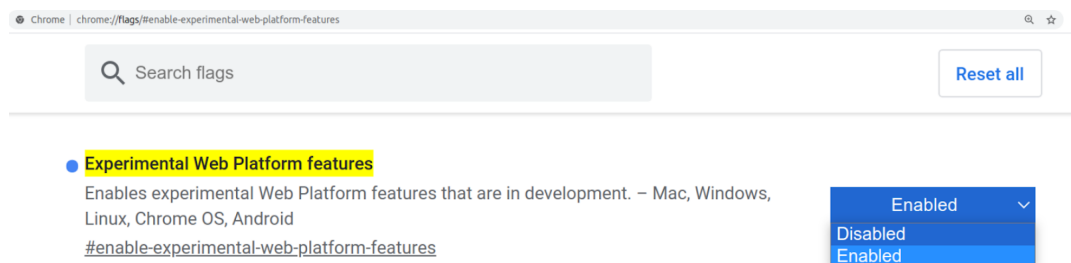 Chrome | chrome://flags/#enable-experimental-web-platform-features
Search flags
Reset all
Experimental Web Platform features
Enables experimental Web Platform features that are in development. – Mac, Windows,
Linux, Chrome OS, Android
#enable-experimental-web-platform-features
Enabled
Disabled
Enabled